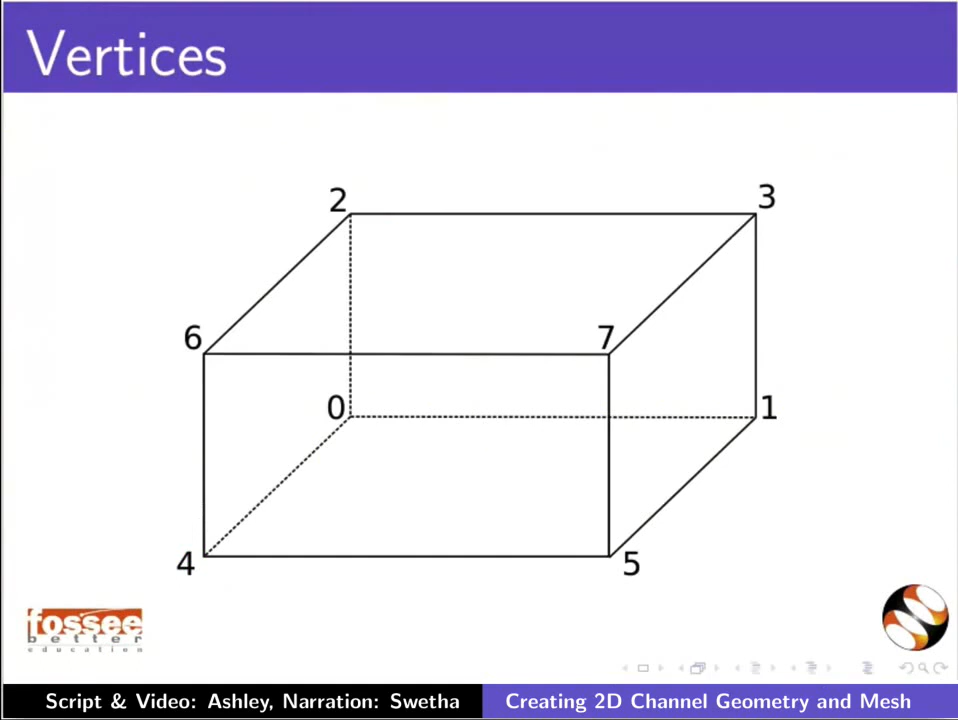 Vertices
2
3
6
7
0
1
4
5
fossee
better
education
Script & Video: Ashley, Narration: Swetha
Creating 2D Channel Geometry and Mesh